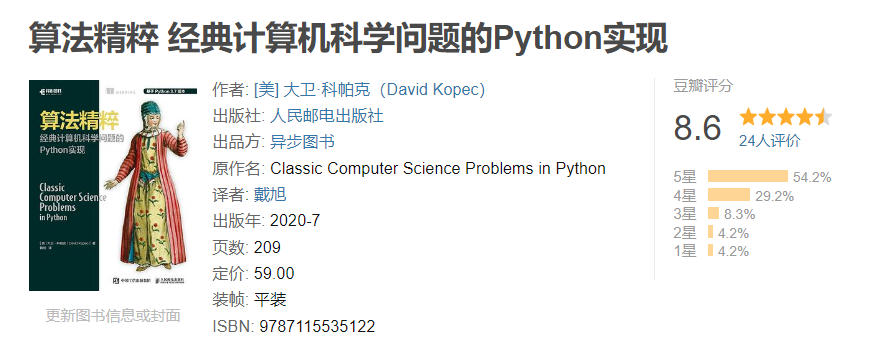 算法精粹 经典计算机科学问题的Python实现
基于 Python 3.7 版本
算法精粹
经典计算机科学问题的
Python实现
Classic
Computer Science
Problems
in Python
作者: [美] 大卫·科帕克（David Kopec）
出版社: 人民邮电出版社
出品方: 异步图书
原作名: Classic Computer Science Problems in Python
译者: 戴旭
出版年: 2020-7
页数: 209
定价: 59.00
装帧: 平装
ISBN: 9787115535122
更新图书信息或封面
豆瓣评分
8.6
24人评价
5星 54.2%
4星 29.2%
3星 8.3%
2星 4.2%
1星 4.2%